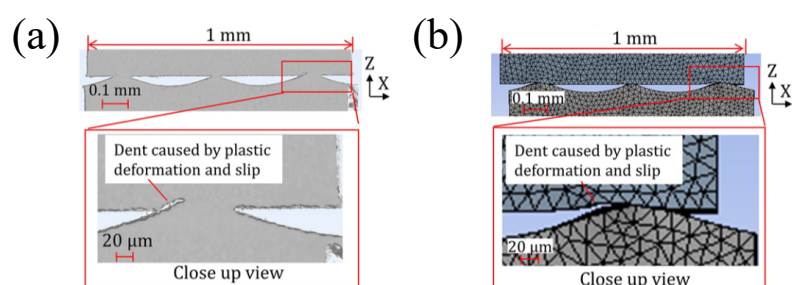 (a)
1 mm
0.1 mm
Z
X
Dent caused by plastic
deformation and slip
20 μm
Close up view
(b)
1 mm
0.1 mm
Z
X
Dent caused by plastic
deformation and slip
20 μm
Close up view